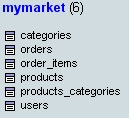 mymarket (6)
categories
orders
order_items
products
products_categories
users